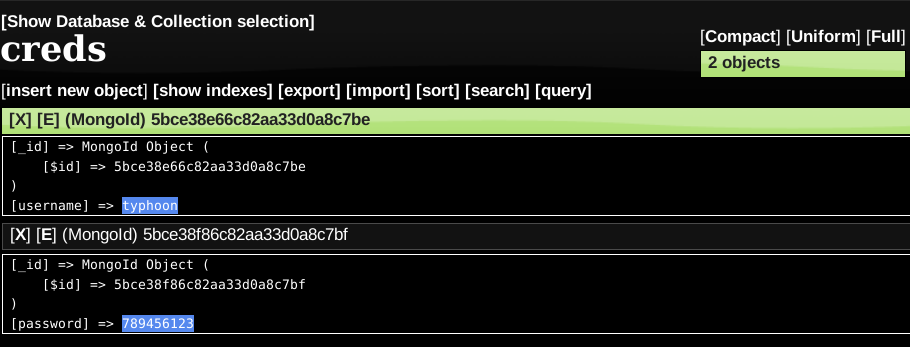 [Show Database & Collection selection]
creds
[Compact] [Uniform] [Full]
2 objects
[insert new object] [show indexes] [export] [import] [sort] [search] [query]
[X] [E] (MongoId) 5bce38e66c82aa33d0a8c7be
[_id] => MongoId Object (
[$id] => 5bce38e66c82aa33d0a8c7be
)
[username] => typhoon
[X] [E] (MongoId) 5bce38f86c82aa33d0a8c7bf
[_id] => MongoId Object (
[$id] => 5bce38f86c82aa33d0a8c7bf
)
[password] => 789456123